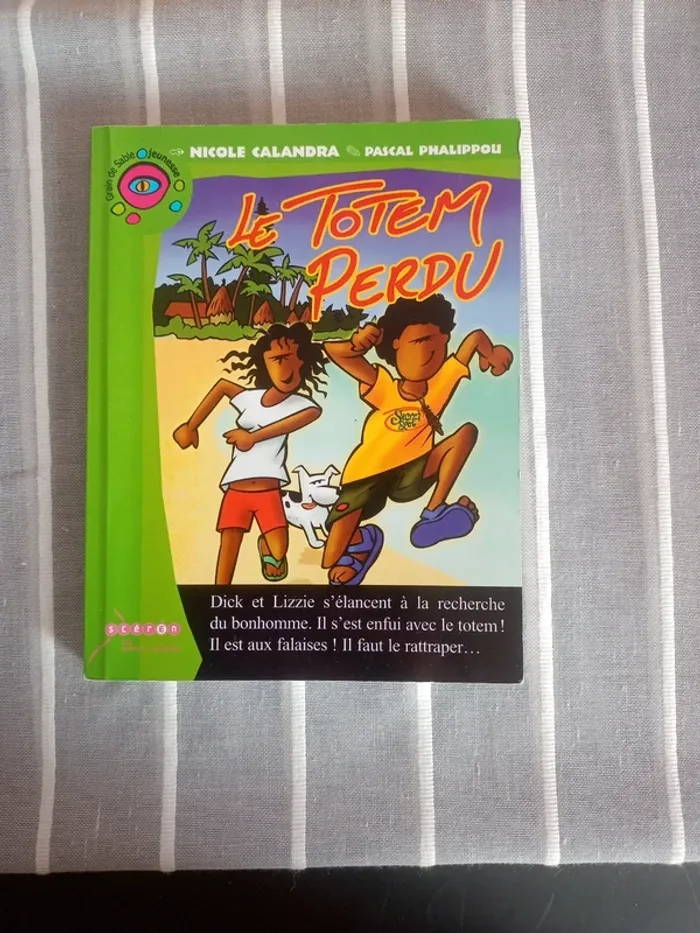 NICOLE CALANDRA PASCAL PHALIPPOU
Grain de Sable jeunesse
LE TOTEM
PERDU
Dick et Lizzie s'élancent à la recherche
du bonhomme. Il s'est enfui avec le totem !
Il est aux falaises ! Il faut le rattraper…
scérén